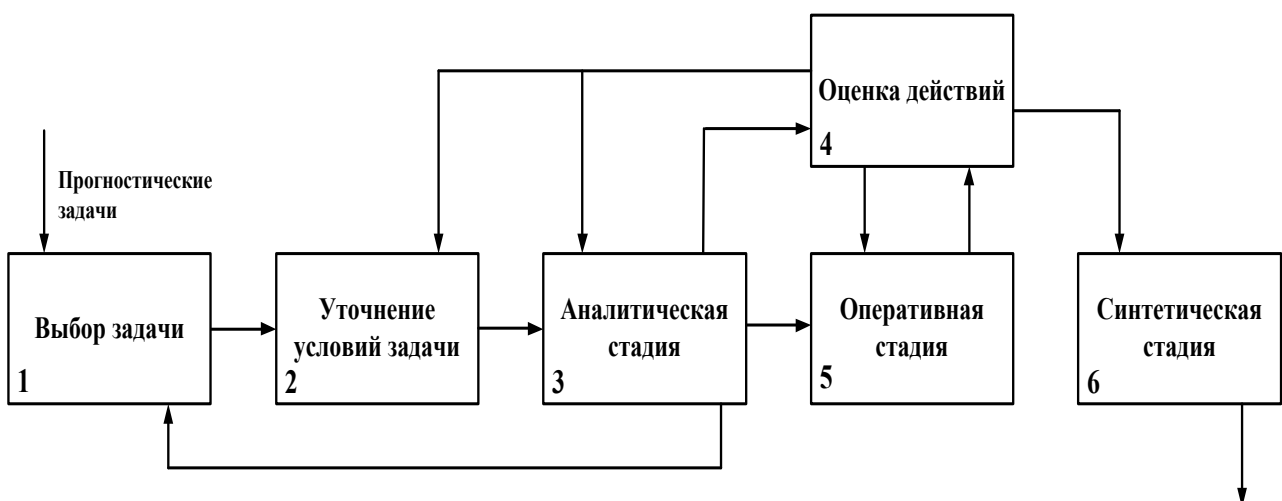 Прогностические
задачи
Выбор задачи
1
Уточнение
условий задачи
2
Аналитическая
стадия
3
Оценка действий
4
Оперативная
стадия
5
Синтетическая
стадия
6